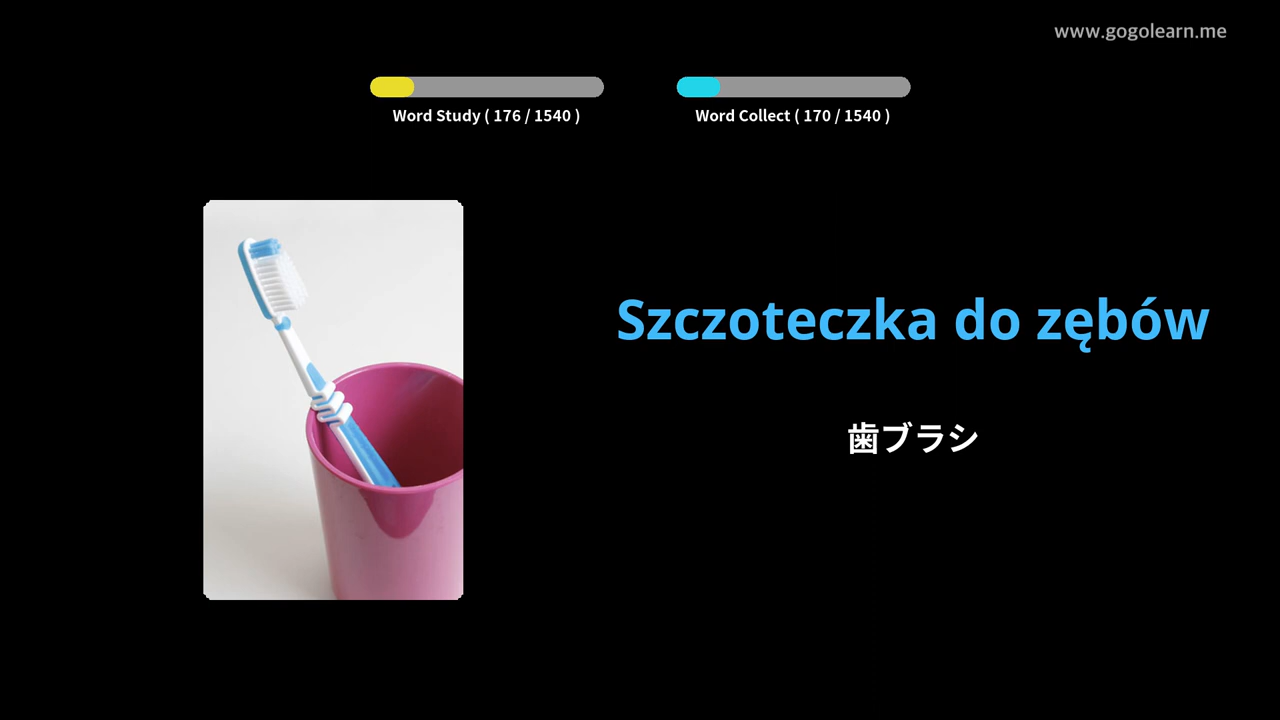 www.gogolearn.me
Word Study ( 176 / 1540 )
Word Collect ( 170 / 1540 )
Szczoteczka do zębów
歯ブラシ